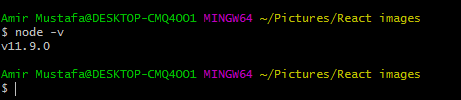 Amir Mustafa@DESKTOP-CMQ4OO1 MINGW64 ~/Pictures/React images
$ node -v
v11.9.0
Amir Mustafa@DESKTOP-CMQ4OO1 MINGW64 ~/Pictures/React images
$